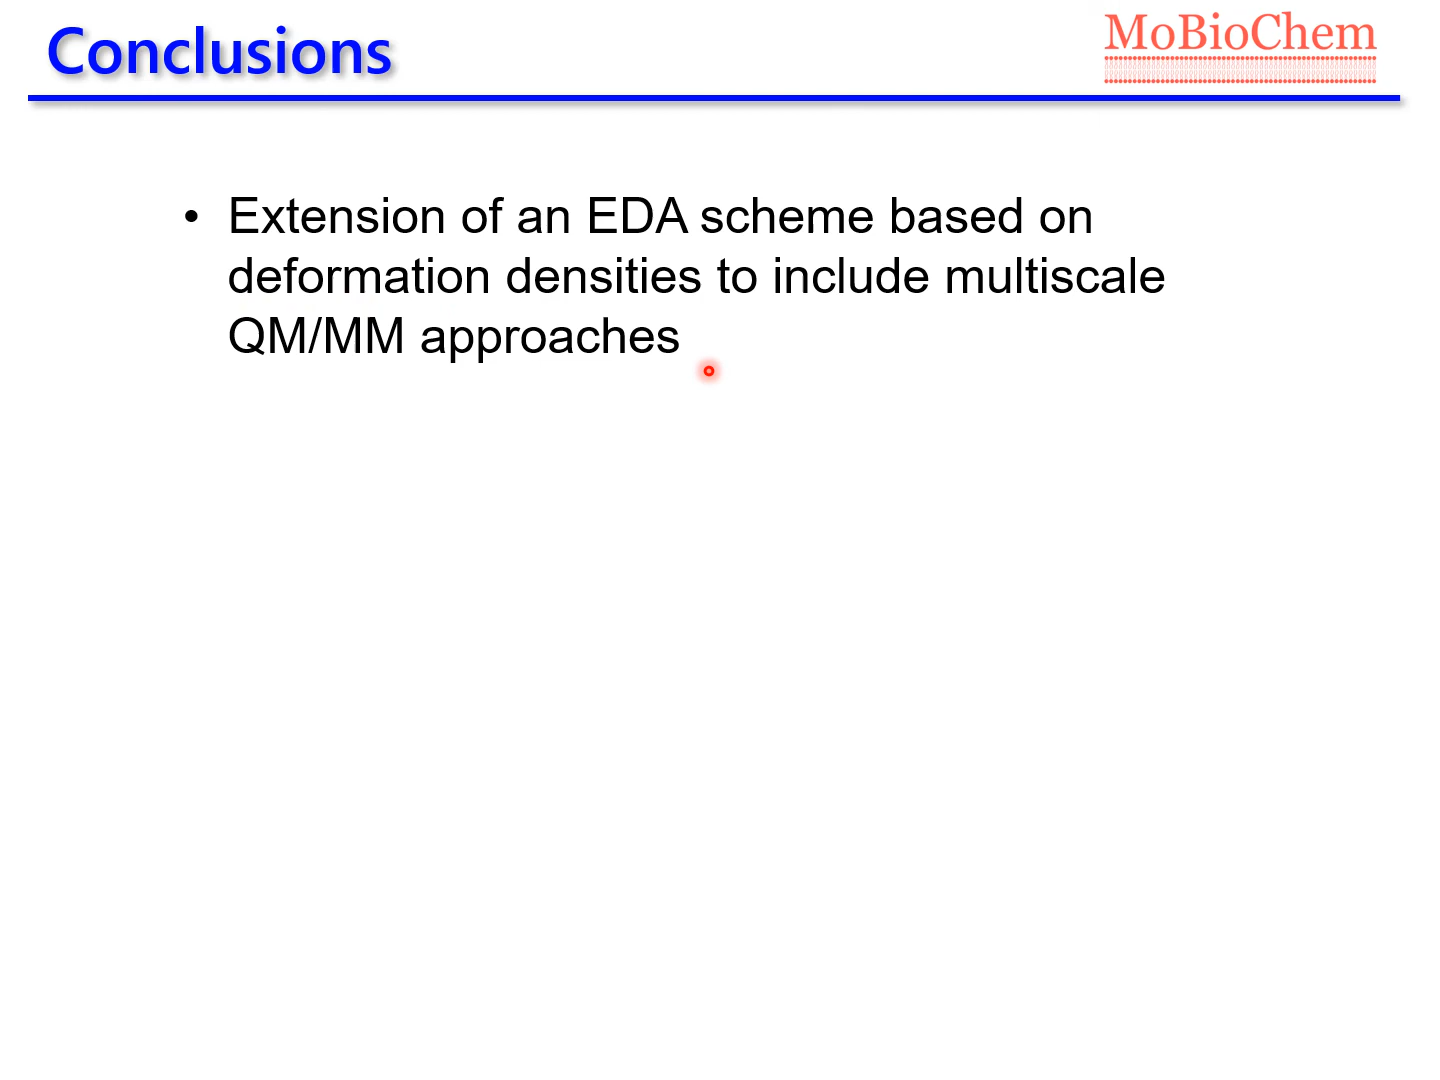 Conclusions
MoBioChem
• Extension of an EDA scheme based on
deformation densities to include multiscale
QM/MM approaches